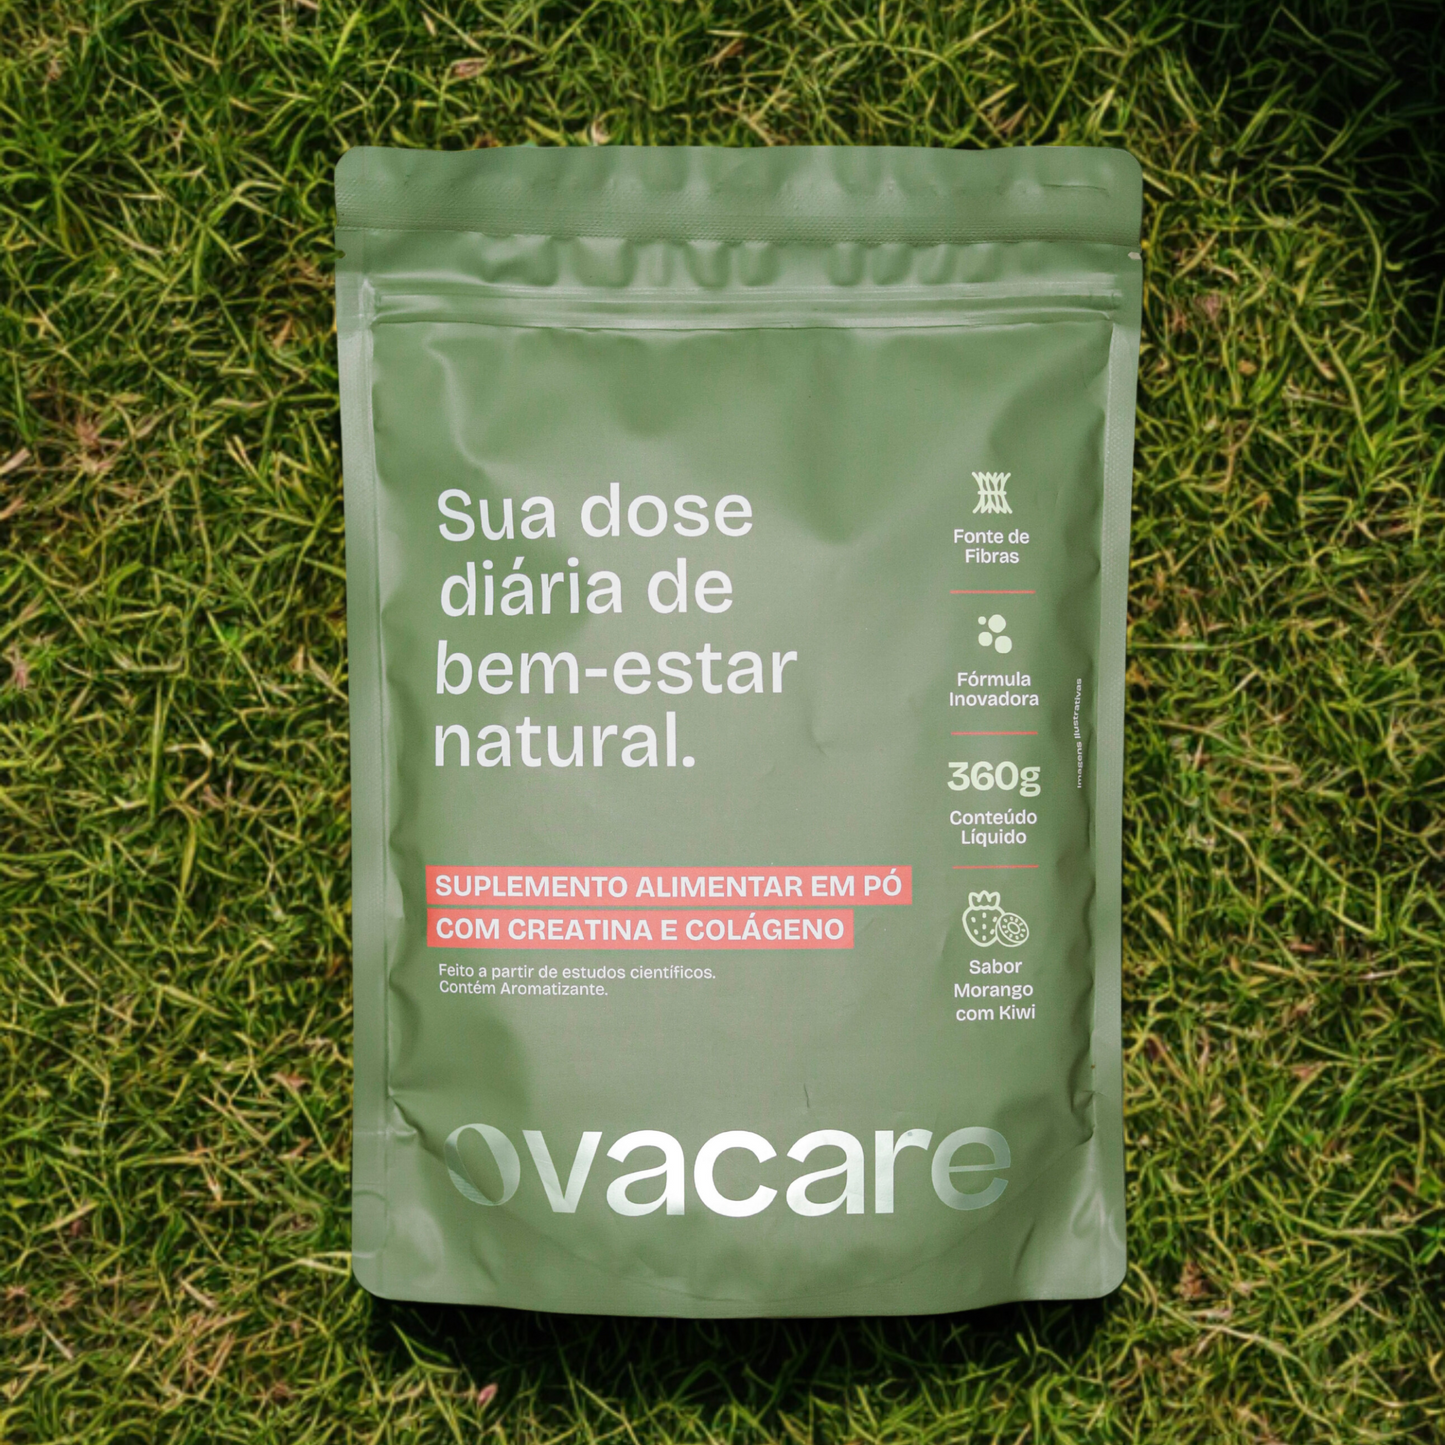 Sua dose
diária de
bem-estar
natural.
SUPLEMENTO ALIMENTAR EM PÓ
COM CREATINA E COLÁGENO
Feito a partir de estudos científicos.
Contém Aromatizante.
Fonte de
Fibras
Fórmula
Inovadora
360g
Conteúdo
Líquido
Sabor
Morango
com Kiwi
Imagens Ilustrativas
ovacare